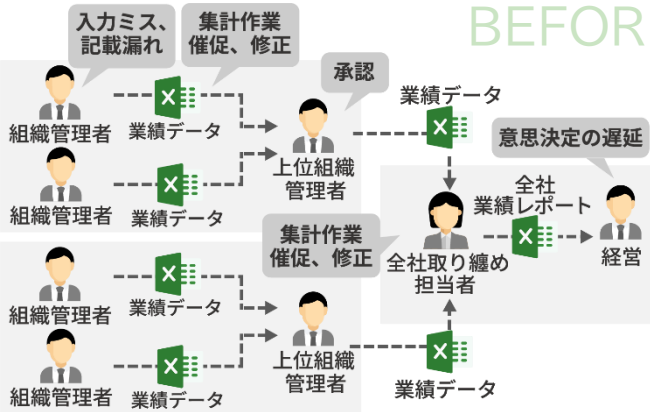 BEFOR
入力ミス、
記載漏れ
集計作業
催促、修正
承認
業績データ
意思決定の遅延
組織管理者
業績データ
上位組織
管理者
組織管理者
業績データ
全社
業績レポート
経営
集計作業
催促、修正
全社取り纏め
担当者
組織管理者
業績データ
上位組織
管理者
組織管理者
業績データ
業績データ